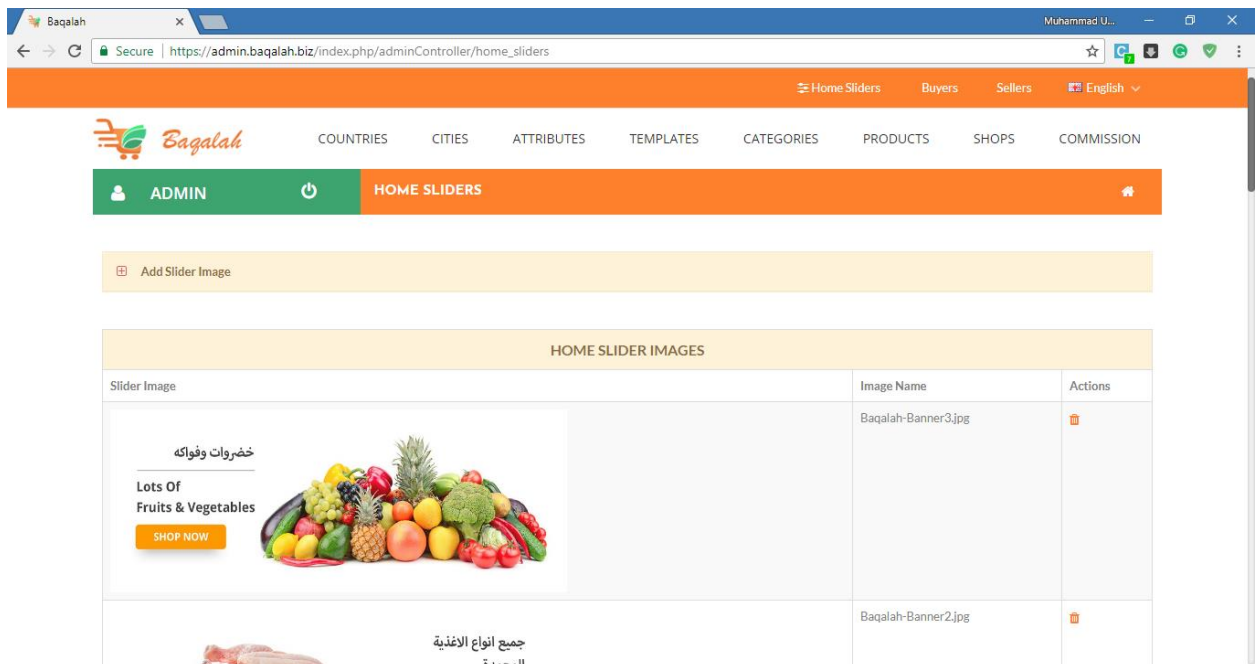 Baqalah
Muhammad U...
Secure | https://admin.baqalah.biz/index.php/adminController/home_sliders
7
Home Sliders Buyers Sellers English
Baqalah COUNTRIES CITIES ATTRIBUTES TEMPLATES CATEGORIES PRODUCTS SHOPS COMMISSION
ADMIN HOME SLIDERS
Add Slider Image
HOME SLIDER IMAGES
Slider Image Image Name Actions
Baqalah-Banner3.jpg
خضروات وفواكه
Lots Of
Fruits & Vegetables
SHOP NOW
Baqalah-Banner2.jpg
جميع انواع الاغذية